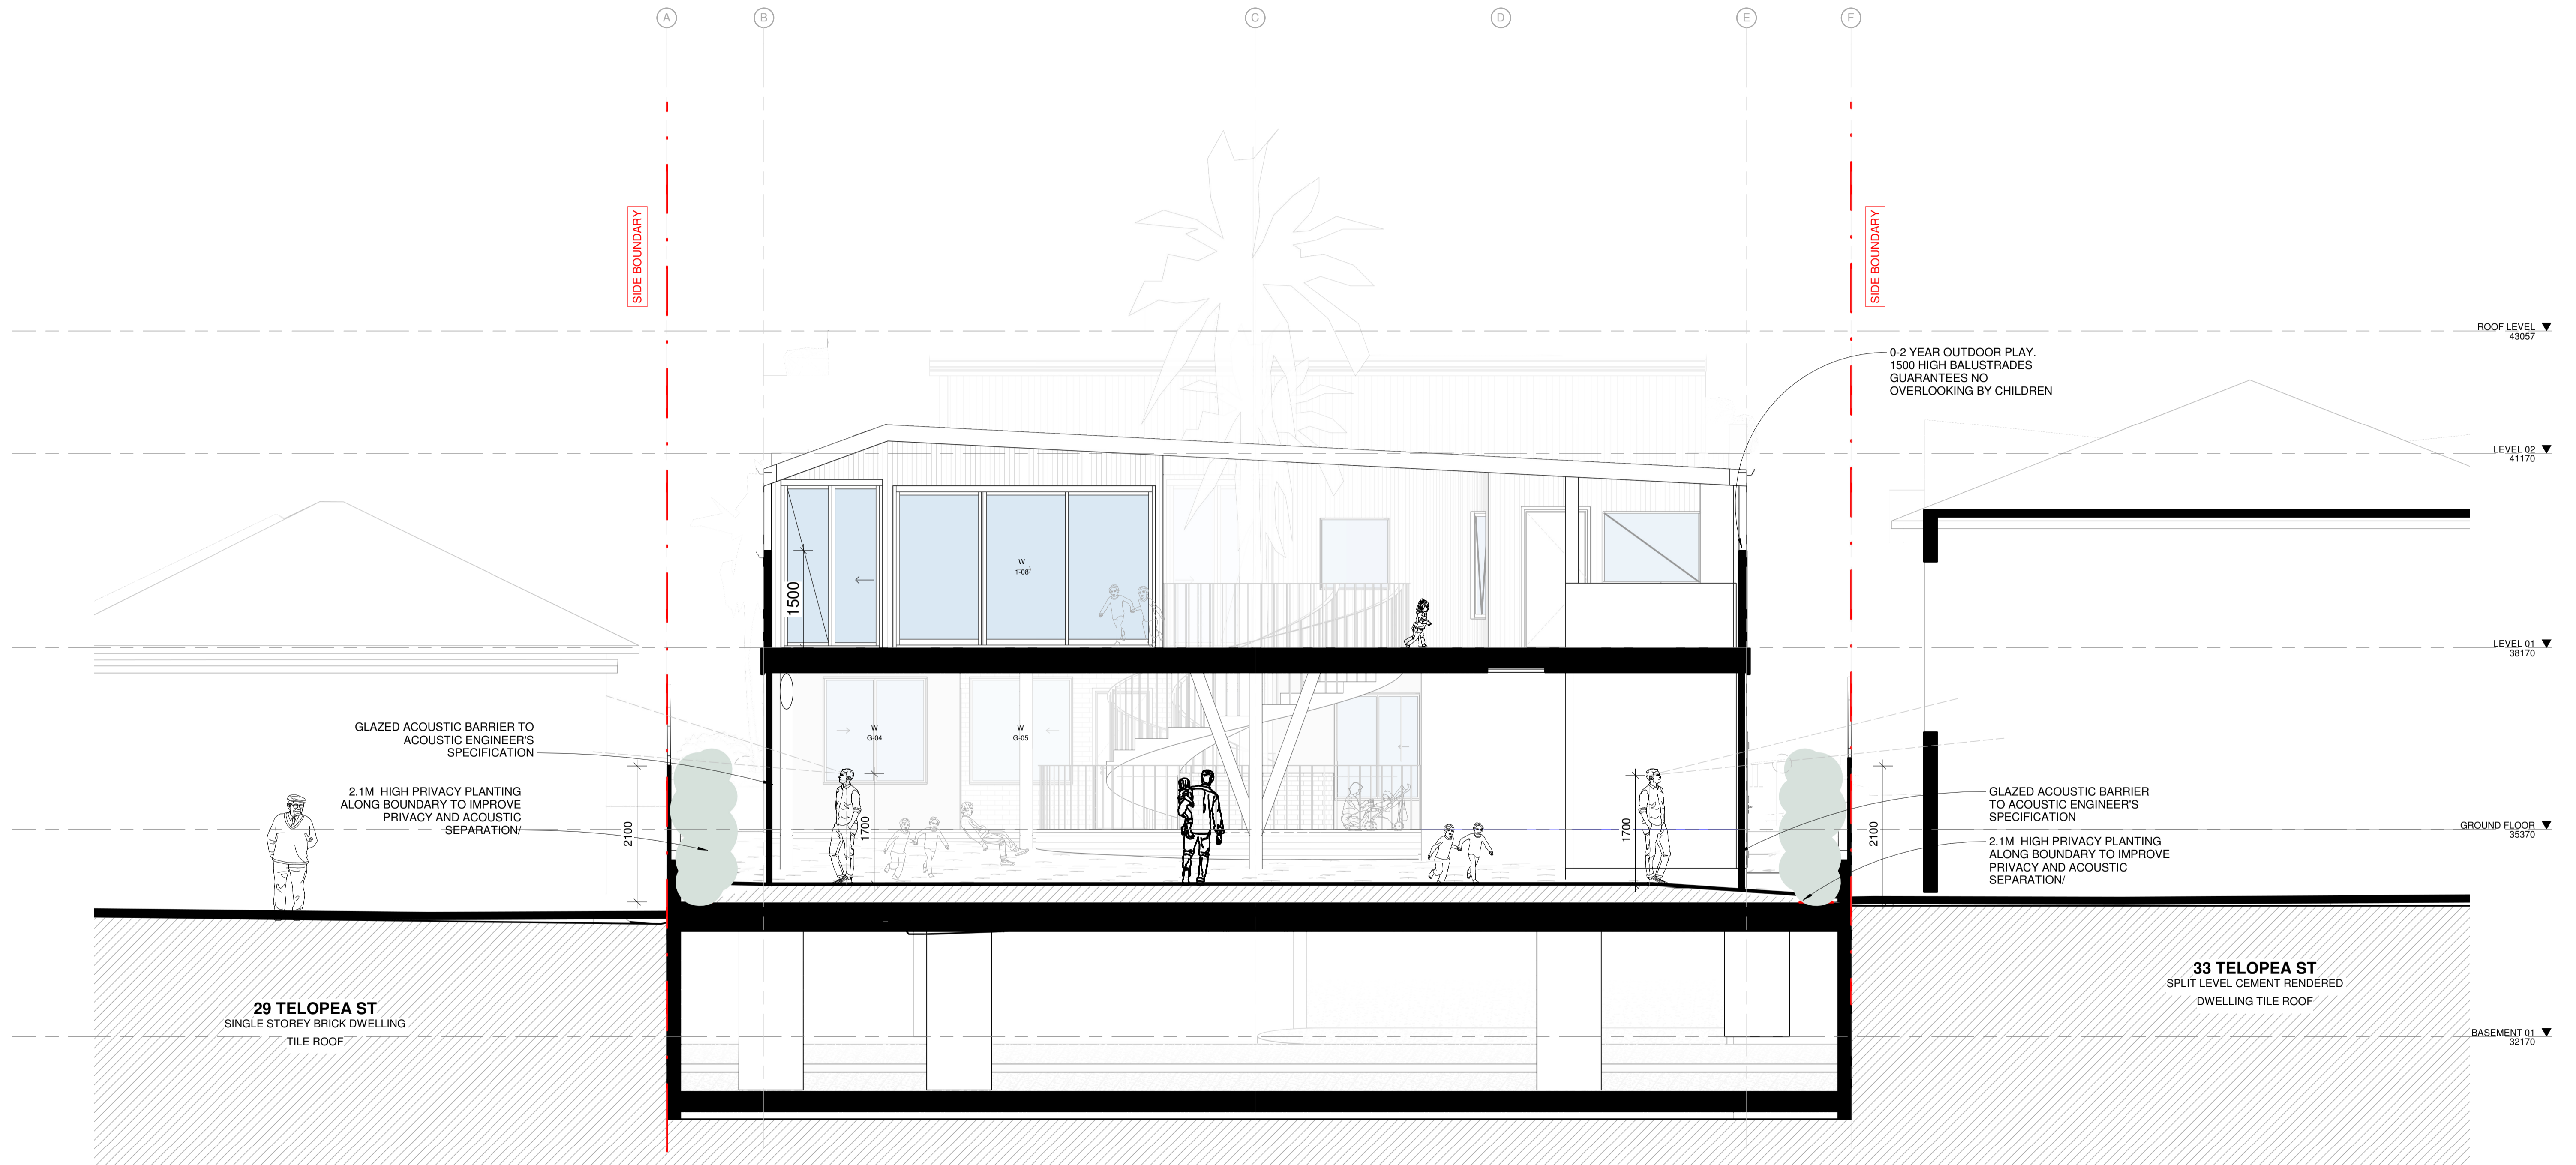 A
B
C
D
E
F
SIDE BOUNDARY
SIDE BOUNDARY
ROOF LEVEL
43057
0-2 YEAR OUTDOOR PLAY.
1500 HIGH BALUSTRADES
GUARANTEES NO
OVERLOOKING BY CHILDREN
LEVEL 02
41170
W
1-08
1500
LEVEL 01
38170
GLAZED ACOUSTIC BARRIER TO
ACOUSTIC ENGINEER'S
SPECIFICATION
W
G-04
W
G-05
2.1M HIGH PRIVACY PLANTING
ALONG BOUNDARY TO IMPROVE
PRIVACY AND ACOUSTIC
SEPARATION/
2100
1700
1700
2100
GLAZED ACOUSTIC BARRIER
TO ACOUSTIC ENGINEER'S
SPECIFICATION
GROUND FLOOR
35370
2.1M HIGH PRIVACY PLANTING
ALONG BOUNDARY TO IMPROVE
PRIVACY AND ACOUSTIC
SEPARATION/
29 TELOPEA ST
SINGLE STOREY BRICK DWELLING
TILE ROOF
33 TELOPEA ST
SPLIT LEVEL CEMENT RENDERED
DWELLING TILE ROOF
BASEMENT 01
32170